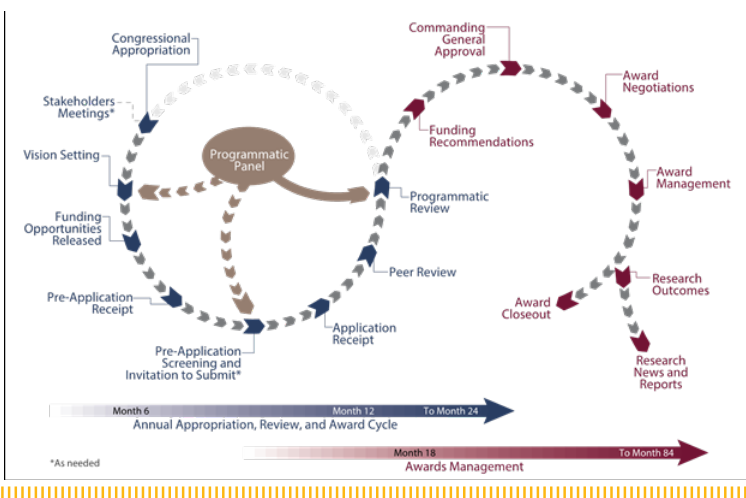 Congressional
Appropriation
Stakeholders
Meetings*
Vision Setting
Funding
Opportunities
Released
Pre-Application
Receipt
Pre-Application
Screening and
Invitation to Submit*
Application
Receipt
Peer Review
Programmatic
Review
Programmatic
Panel
Funding
Recommendations
Commanding
General
Approval
Award
Negotiations
Award
Management
Research
Outcomes
Award
Closeout
Research
News and
Reports
Month 6
Month 12
To Month 24
Annual Appropriation, Review, and Award Cycle
Month 18
To Month 84
Awards Management
*As needed